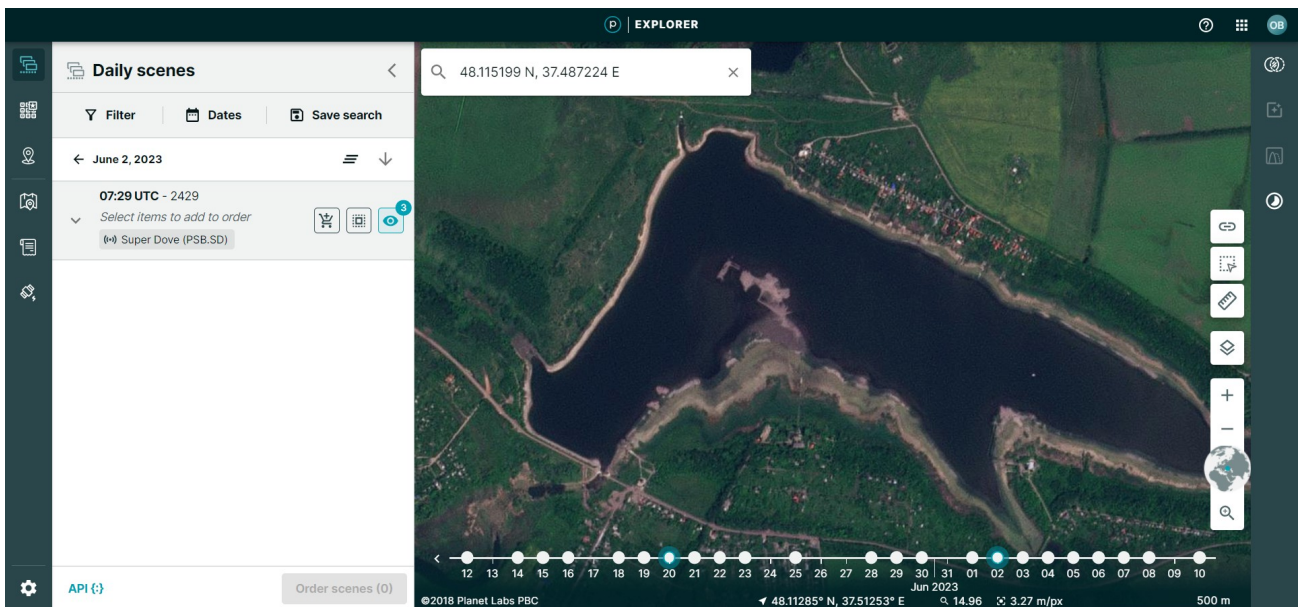 p | EXPLORER
OB
Daily scenes
48.115199 N, 37.487224 E
Filter
Dates
Save search
June 2, 2023
07:29 UTC - 2429
Select items to add to order
3
Super Dove (PSB.SD)
12 13 14 15 16 17 18 19 20 21 22 23 24 25 26 27 28 29 30 31 01 02 03 04 05 06 07 08 09 10
Jun 2023
API {:}
Order scenes (0)
©2018 Planet Labs PBC
48.11285° N, 37.51253° E
14.96
3.27 m/px
500 m